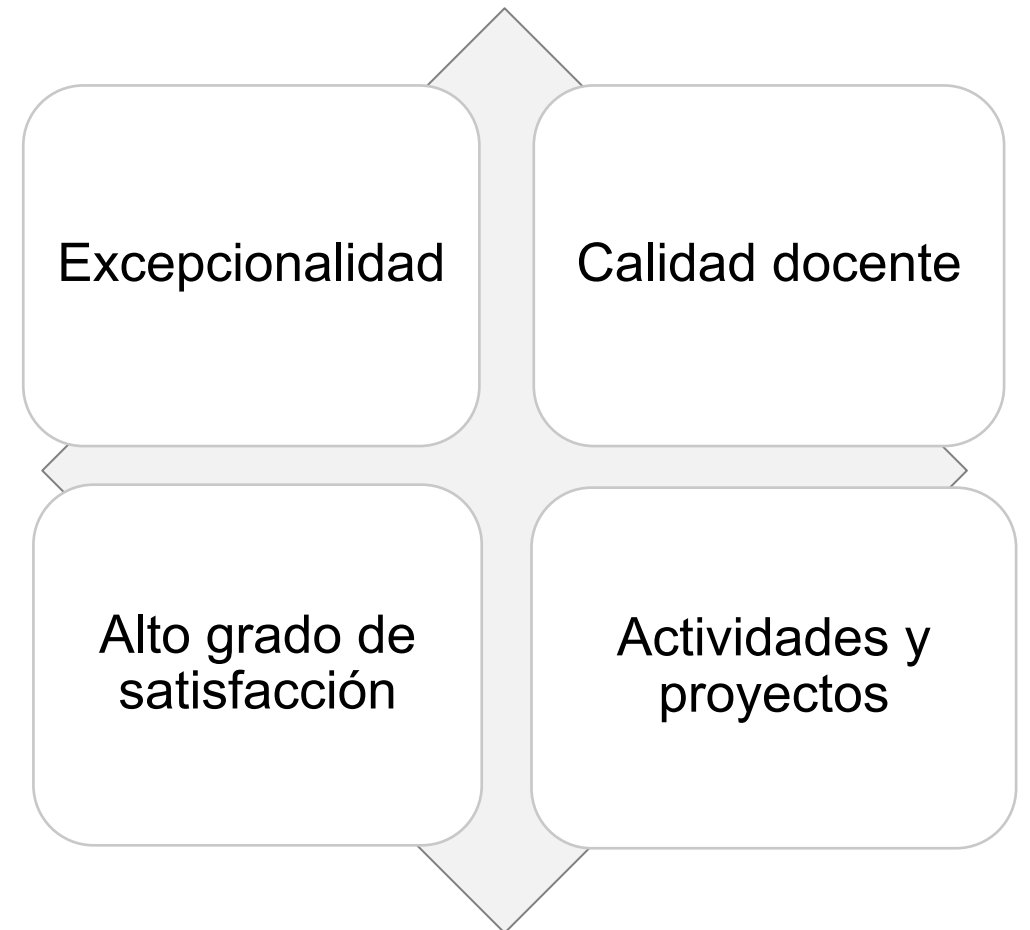 Excepcionalidad
Calidad docente
Alto grado de
satisfacción
Actividades y
proyectos